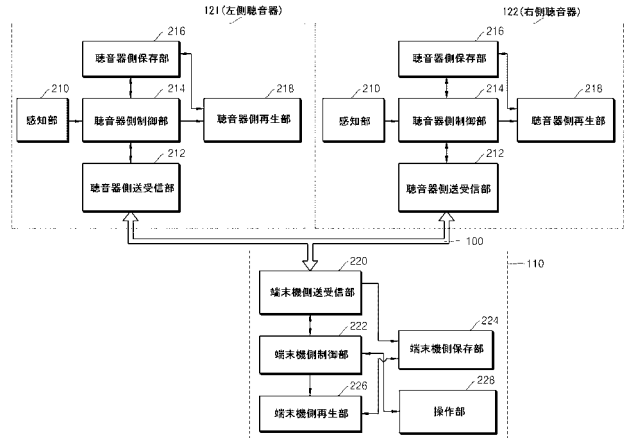 121(左側聴音器)
122(右側聴音器)
216
聴音器側保存部
210
感知部
214
聴音器側制御部
218
聴音器側再生部
212
聴音器側送受信部
216
聴音器側保存部
210
感知部
214
聴音器側制御部
218
聴音器側再生部
212
聴音器側送受信部
100
110
220
端末機側送受信部
222
端末機側制御部
224
端末機側保存部
226
端末機側再生部
228
操作部